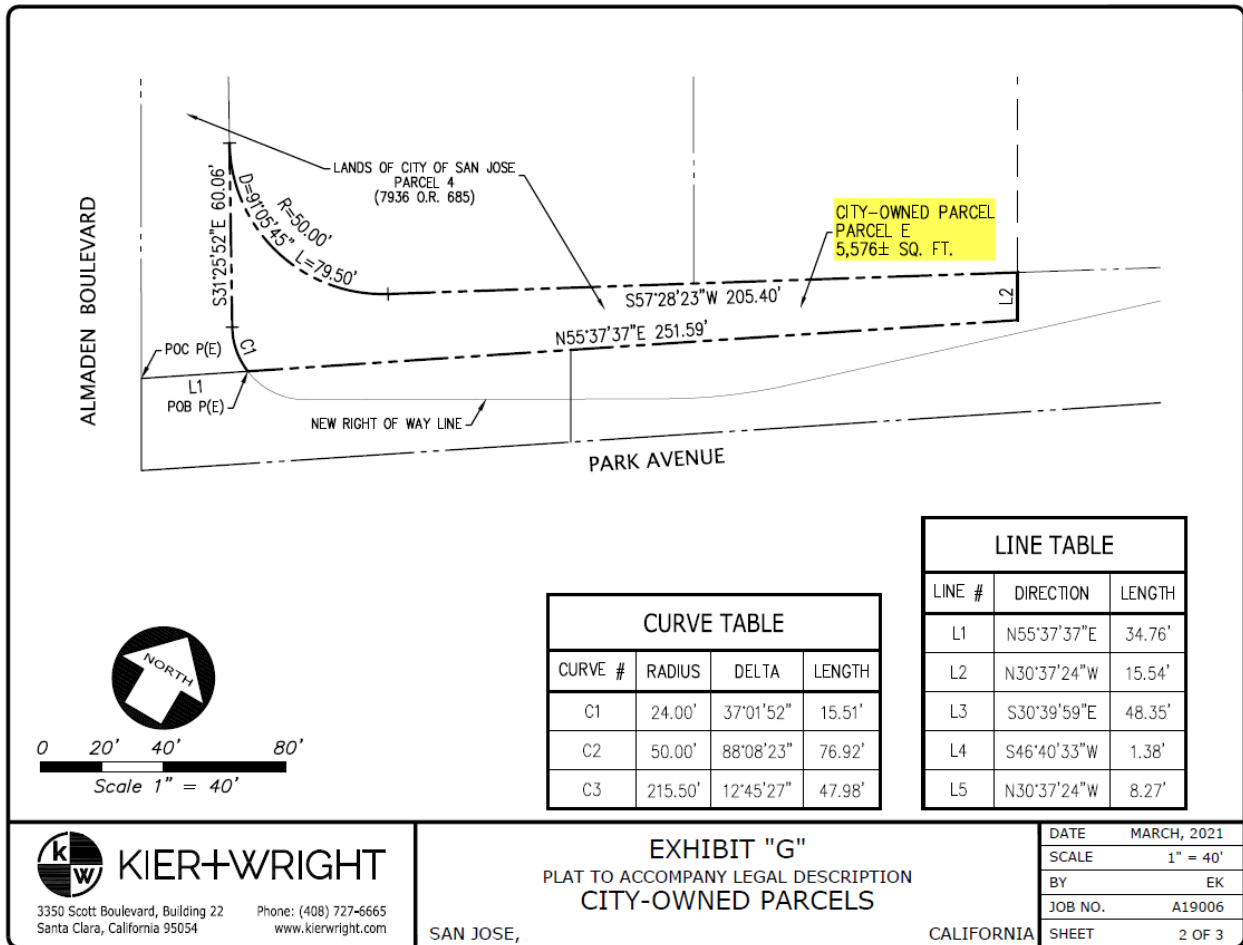 LANDS OF CITY OF SAN JOSE
PARCEL 4
(7936 O.R. 685)
CITY-OWNED PARCEL
PARCEL E
5,576± SQ. FT.
ALMADEN BOULEVARD
S31°25'52"E 60.06'
D=91°05'45"
R=50.00'
L=79.50'
S57°28'23"W 205.40'
L2
N55°37'37"E 251.59'
C1
POC P(E)
L1
POB P(E)
NEW RIGHT OF WAY LINE
PARK AVENUE
NORTH
0 20' 40' 80'
Scale 1" = 40'
CURVE TABLE
CURVE # RADIUS DELTA LENGTH
C1 24.00' 37°01'52" 15.51'
C2 50.00' 88°08'23" 76.92'
C3 215.50' 12°45'27" 47.98'
LINE TABLE
LINE # DIRECTION LENGTH
L1 N55°37'37"E 34.76'
L2 N30°37'24"W 15.54'
L3 S30°39'59"E 48.35'
L4 S46°40'33"W 1.38'
L5 N30°37'24"W 8.27'
k
w
KIER+WRIGHT
3350 Scott Boulevard, Building 22 Phone: (408) 727-6665
Santa Clara, California 95054 www.kierwright.com
EXHIBIT "G"
PLAT TO ACCOMPANY LEGAL DESCRIPTION
CITY-OWNED PARCELS
SAN JOSE, CALIFORNIA
DATE MARCH, 2021
SCALE 1" = 40'
BY EK
JOB NO. A19006
SHEET 2 OF 3